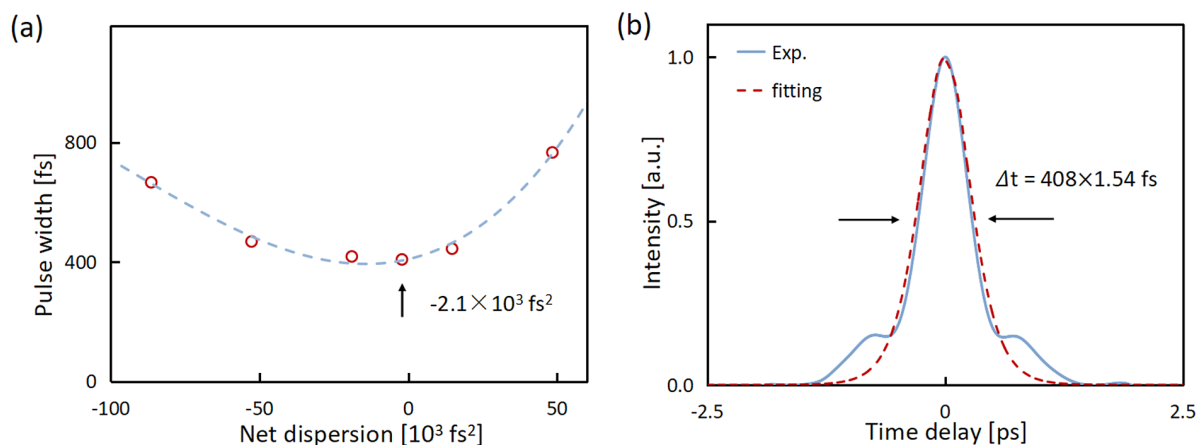 (a)
Pulse width [fs]
800
400
0
-100
-50
0
50
Net dispersion [10³ fs²]
-2.1×10³ fs²
(b)
Intensity [a.u.]
1.0
0.5
0.0
-2.5
0
2.5
Time delay [ps]
Exp.
fitting
Δt = 408×1.54 fs